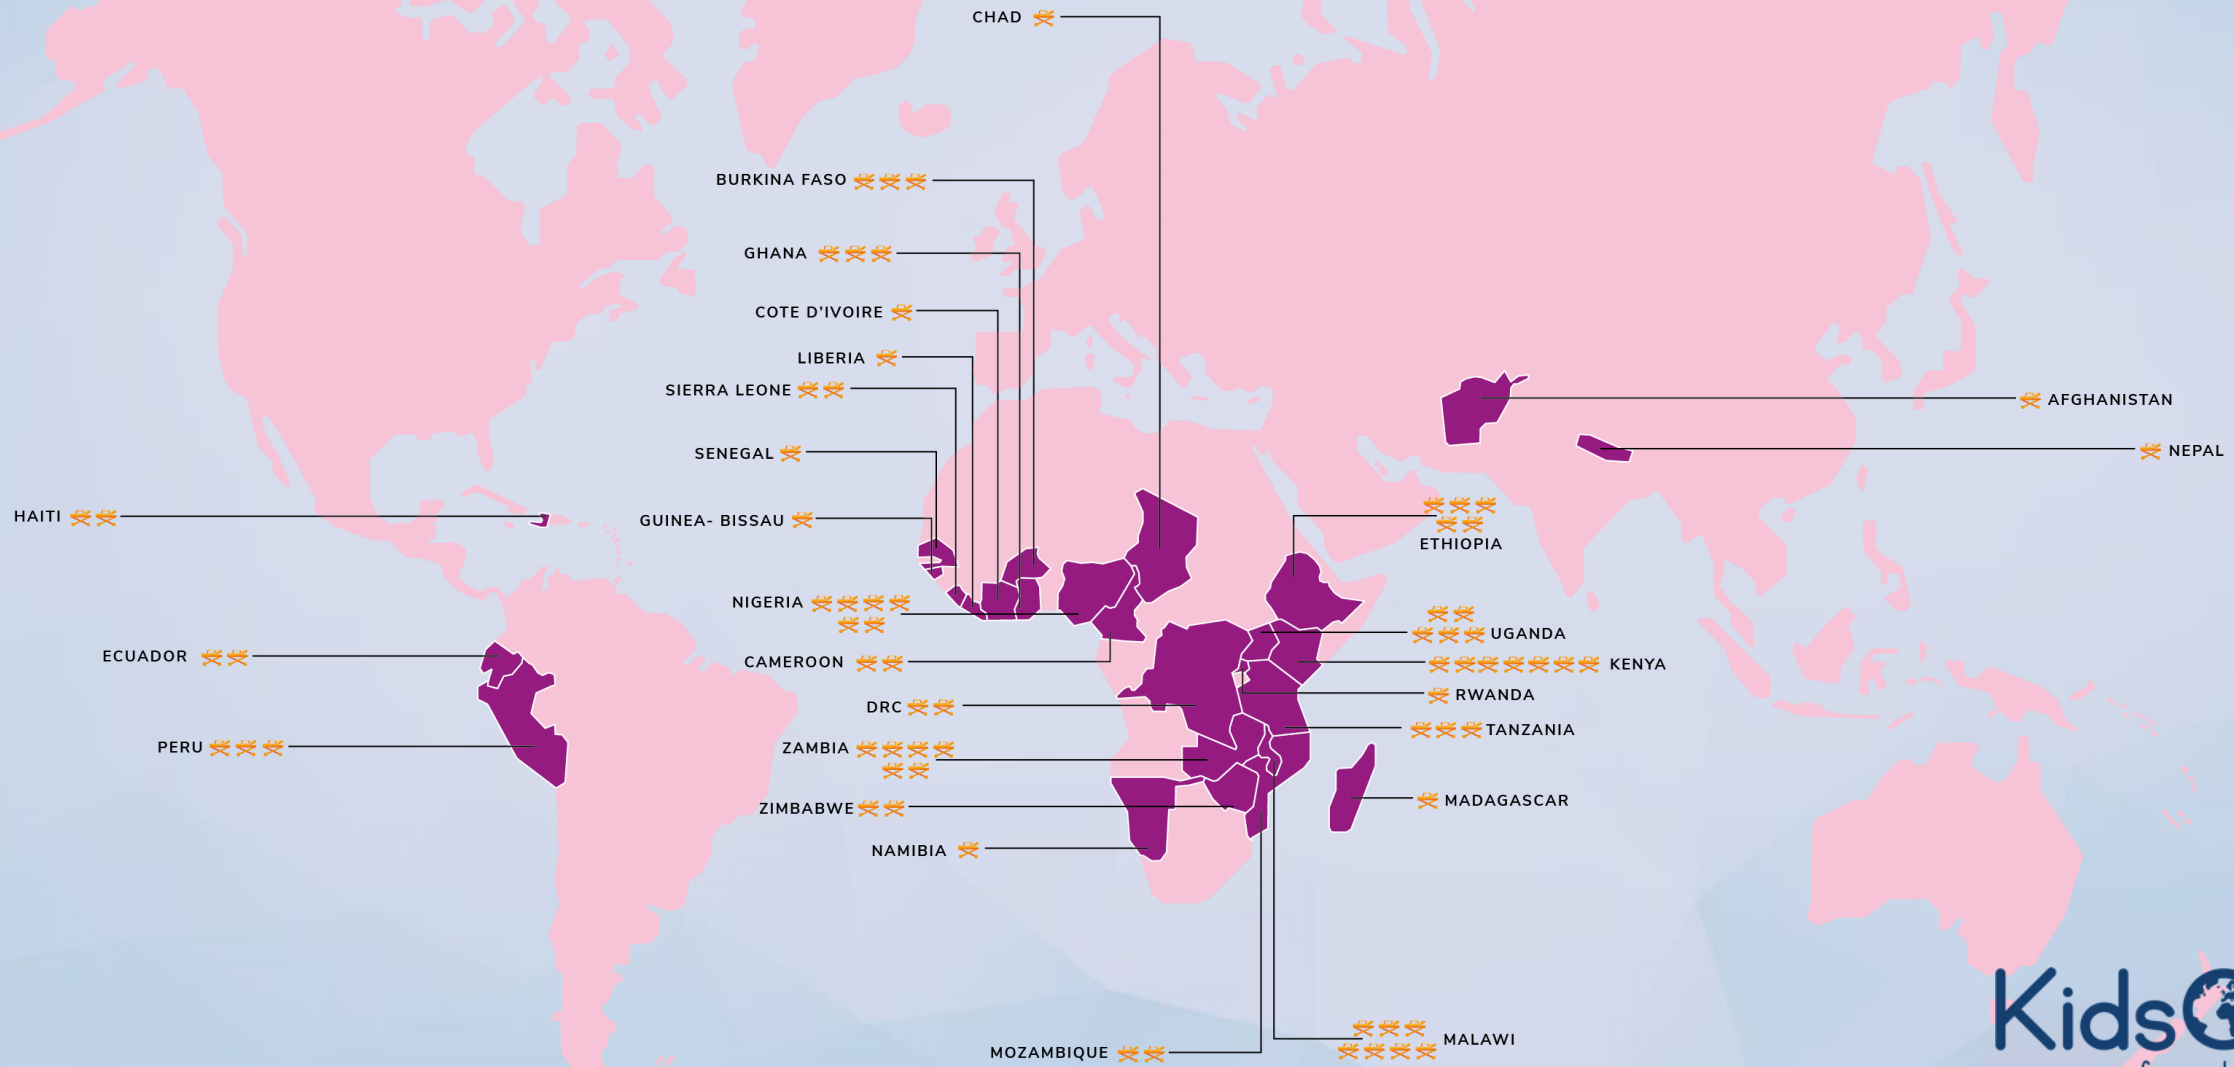 CHAD
BURKINA FASO
GHANA
COTE D'IVOIRE
LIBERIA
SIERRA LEONE
AFGHANISTAN
SENEGAL
NEPAL
HAITI
GUINEA- BISSAU
ETHIOPIA
NIGERIA
UGANDA
ECUADOR
CAMEROON
KENYA
RWANDA
DRC
TANZANIA
PERU
ZAMBIA
MADAGASCAR
ZIMBABWE
NAMIBIA
Kids
MALAWI
MOZAMBIQUE